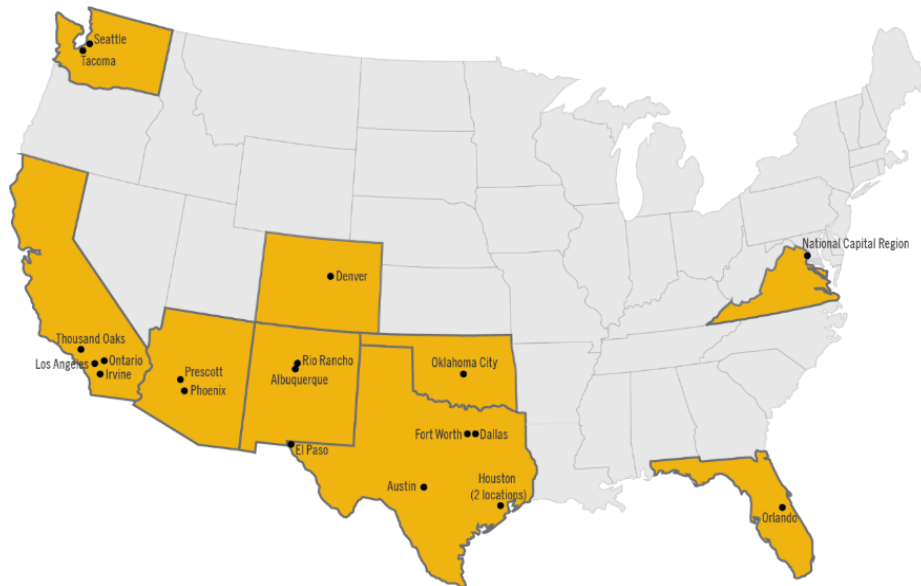 Seattle
Tacoma
National Capital Region
Denver
Thousand Oaks
Los Angeles
Ontario
Irvine
Prescott
Phoenix
Rio Rancho
Albuquerque
Oklahoma City
Fort Worth
Dallas
El Paso
Austin
Houston
(2 locations)
Orlando